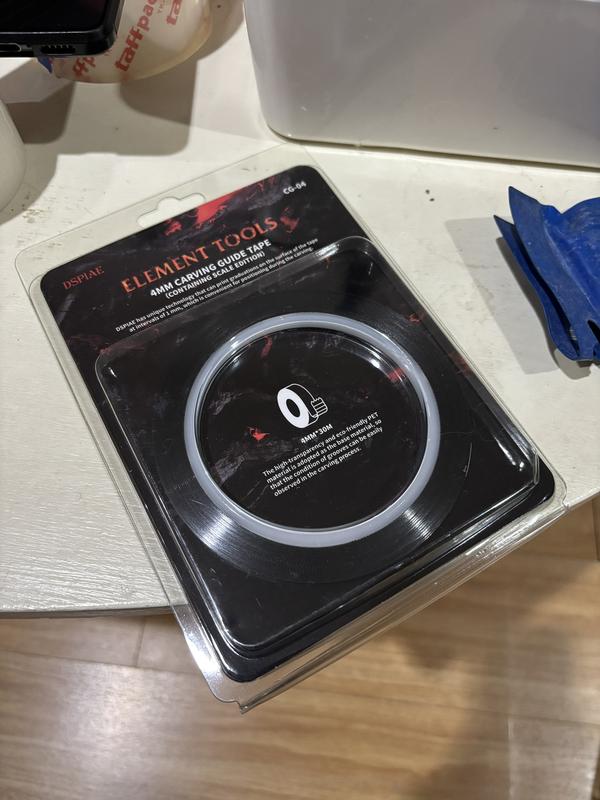 taffpack
taff
CG-04
DSPIAE
ELEMENT TOOLS
4MM CARVING GUIDE TAPE
(CONTAINING SCALE EDITION)
DSPIAE has unique technology that can print graduations on the surface of the tape
at intervals of 1 mm, which is convenient for positioning during the carving.
4MM*30M
The high-transparency and eco-friendly PET
material is adopted as the base material, so
that the condition of grooves can be easily
observed in the carving process.